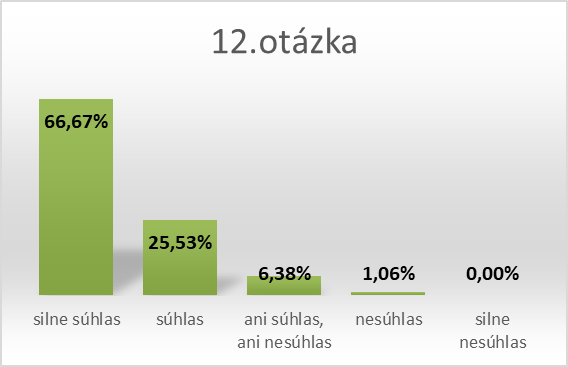 12.otázka
66,67%
25,53%
6,38%
1,06%
0,00%
silne súhlas
súhlas
ani súhlas,
ani nesúhlas
nesúhlas
silne
nesúhlas